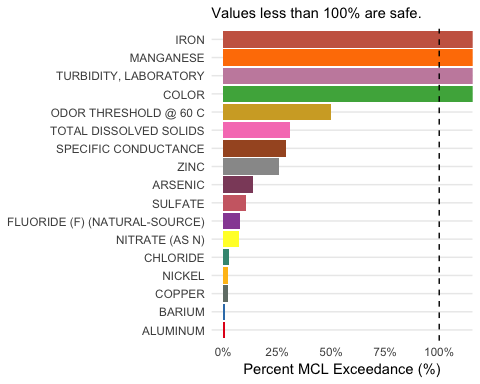 Values less than 100% are safe.
IRON
MANGANESE
TURBIDITY, LABORATORY
COLOR
ODOR THRESHOLD @ 60 C
TOTAL DISSOLVED SOLIDS
SPECIFIC CONDUCTANCE
ZINC
ARSENIC
SULFATE
FLUORIDE (F) (NATURAL-SOURCE)
NITRATE (AS N)
CHLORIDE
NICKEL
COPPER
BARIUM
ALUMINUM
0% 25% 50% 75% 100%
Percent MCL Exceedance (%)